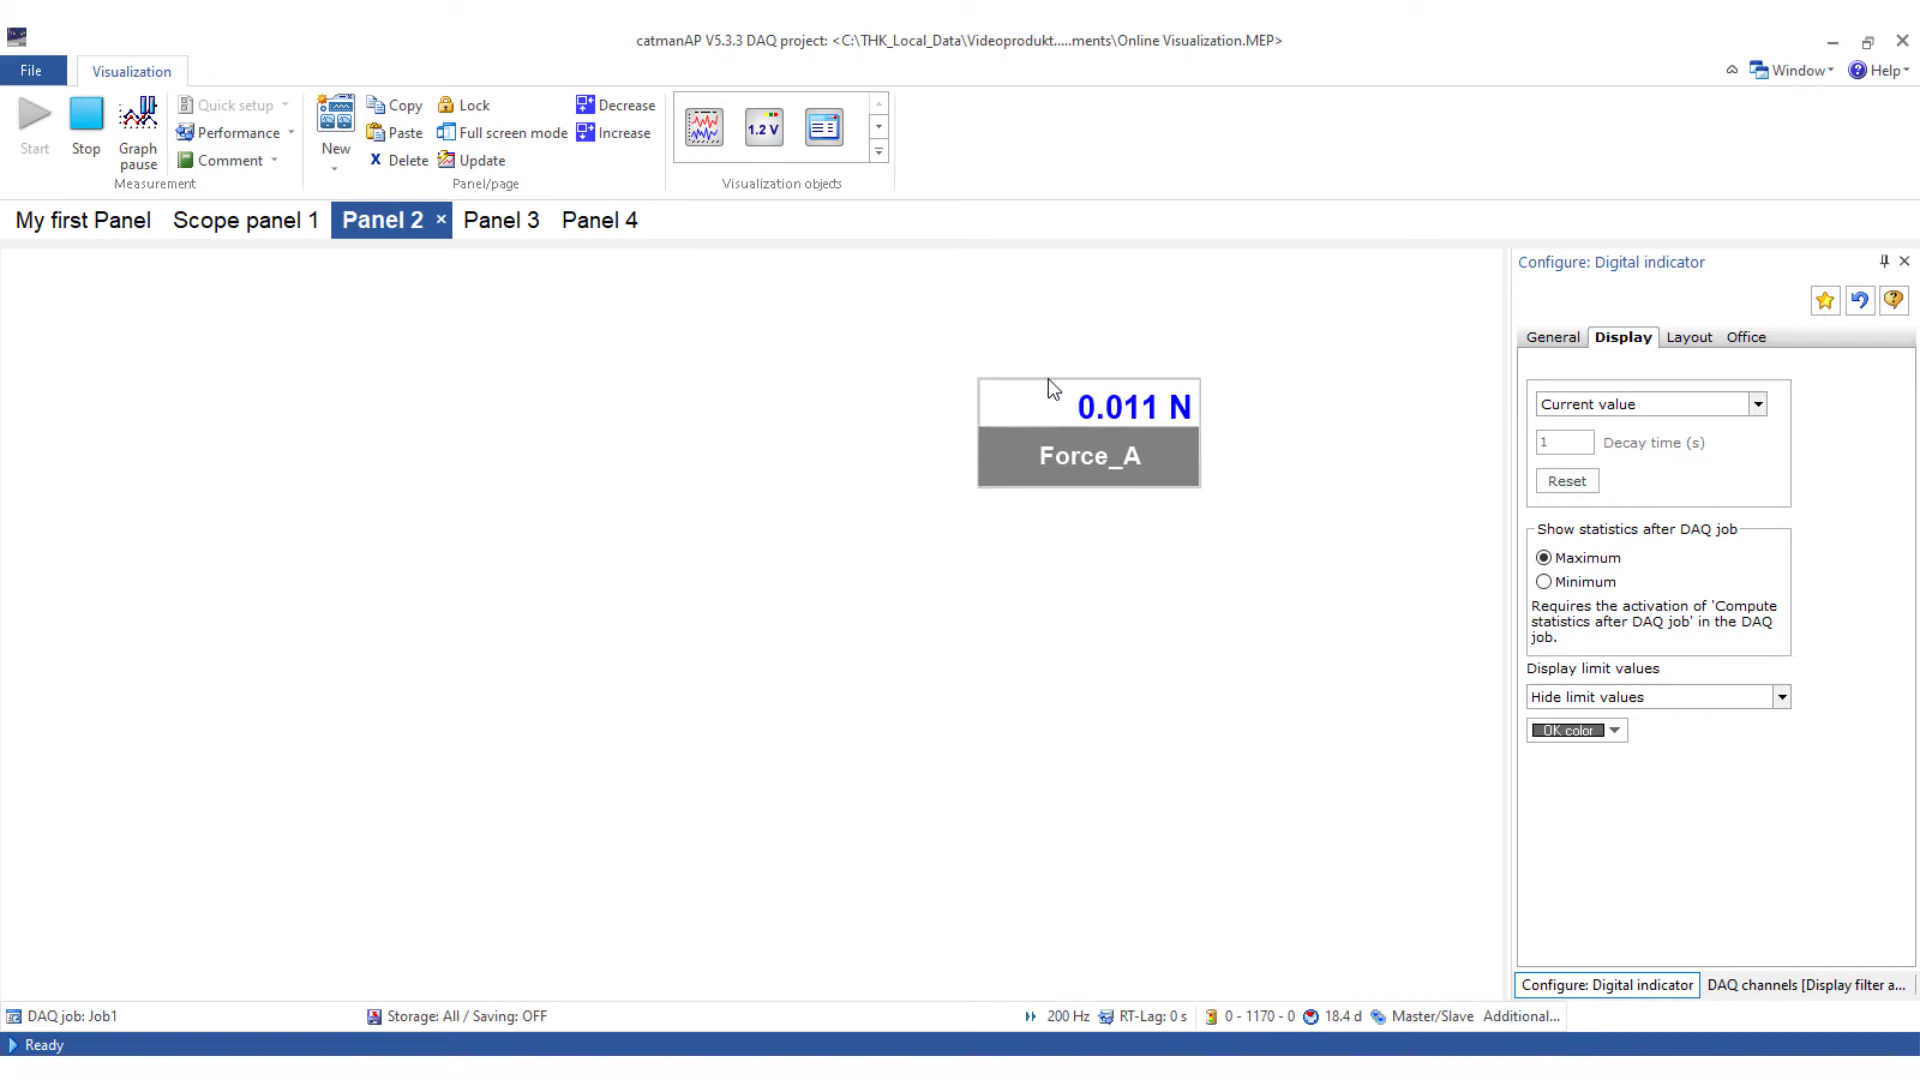 catmanAP V5.3.3 DAQ project: <C:\THK_Local_Data\Videoprodukt.....ments\Online Visualization.MEP>
File
Visualization
Window
Help
Start
Stop
Graph pause
Quick setup
Performance
Comment
Measurement
New
Copy
Paste
X Delete
Lock
Full screen mode
Update
Decrease
Increase
Panel/page
1.2 V
Visualization objects
My first Panel
Scope panel 1
Panel 2 ×
Panel 3
Panel 4
Configure: Digital indicator
General
Display
Layout
Office
0.011 N
Force_A
Current value
1
Decay time (s)
Reset
Show statistics after DAQ job
Maximum
Minimum
Requires the activation of 'Compute
statistics after DAQ job' in the DAQ
job.
Display limit values
Hide limit values
OK color
Configure: Digital indicator
DAQ channels [Display filter a...
DAQ job: Job1
Storage: All / Saving: OFF
200 Hz
RT-Lag: 0 s
0 - 1170 - 0
18.4 d
Master/Slave
Additional...
Ready